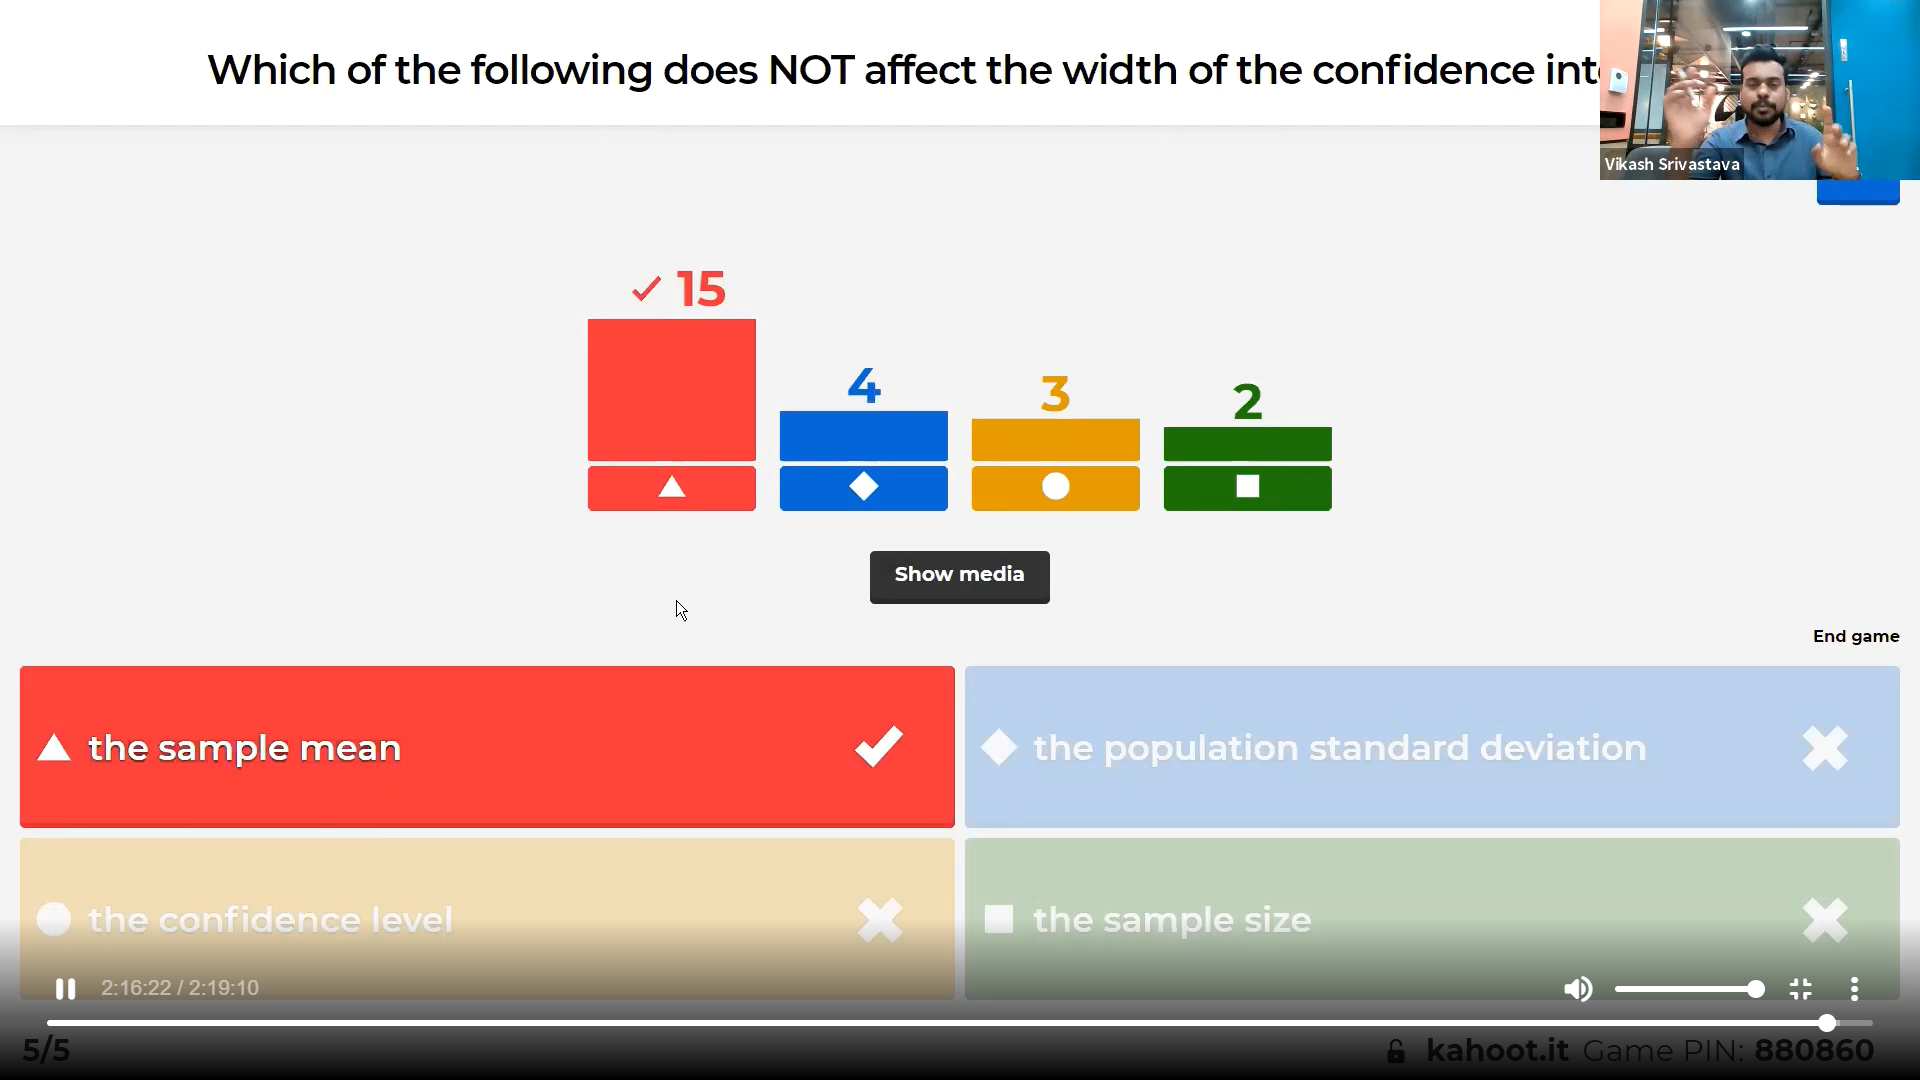 Which of the following does NOT affect the width of the confidence
Vikash Srivastava
✓ 15
4
3
2
Show media
End game
the sample mean
the population standard deviation
the confidence level
the sample size
2:16:22 / 2:19:10
5/5
kahoot.it Game PIN: 880860